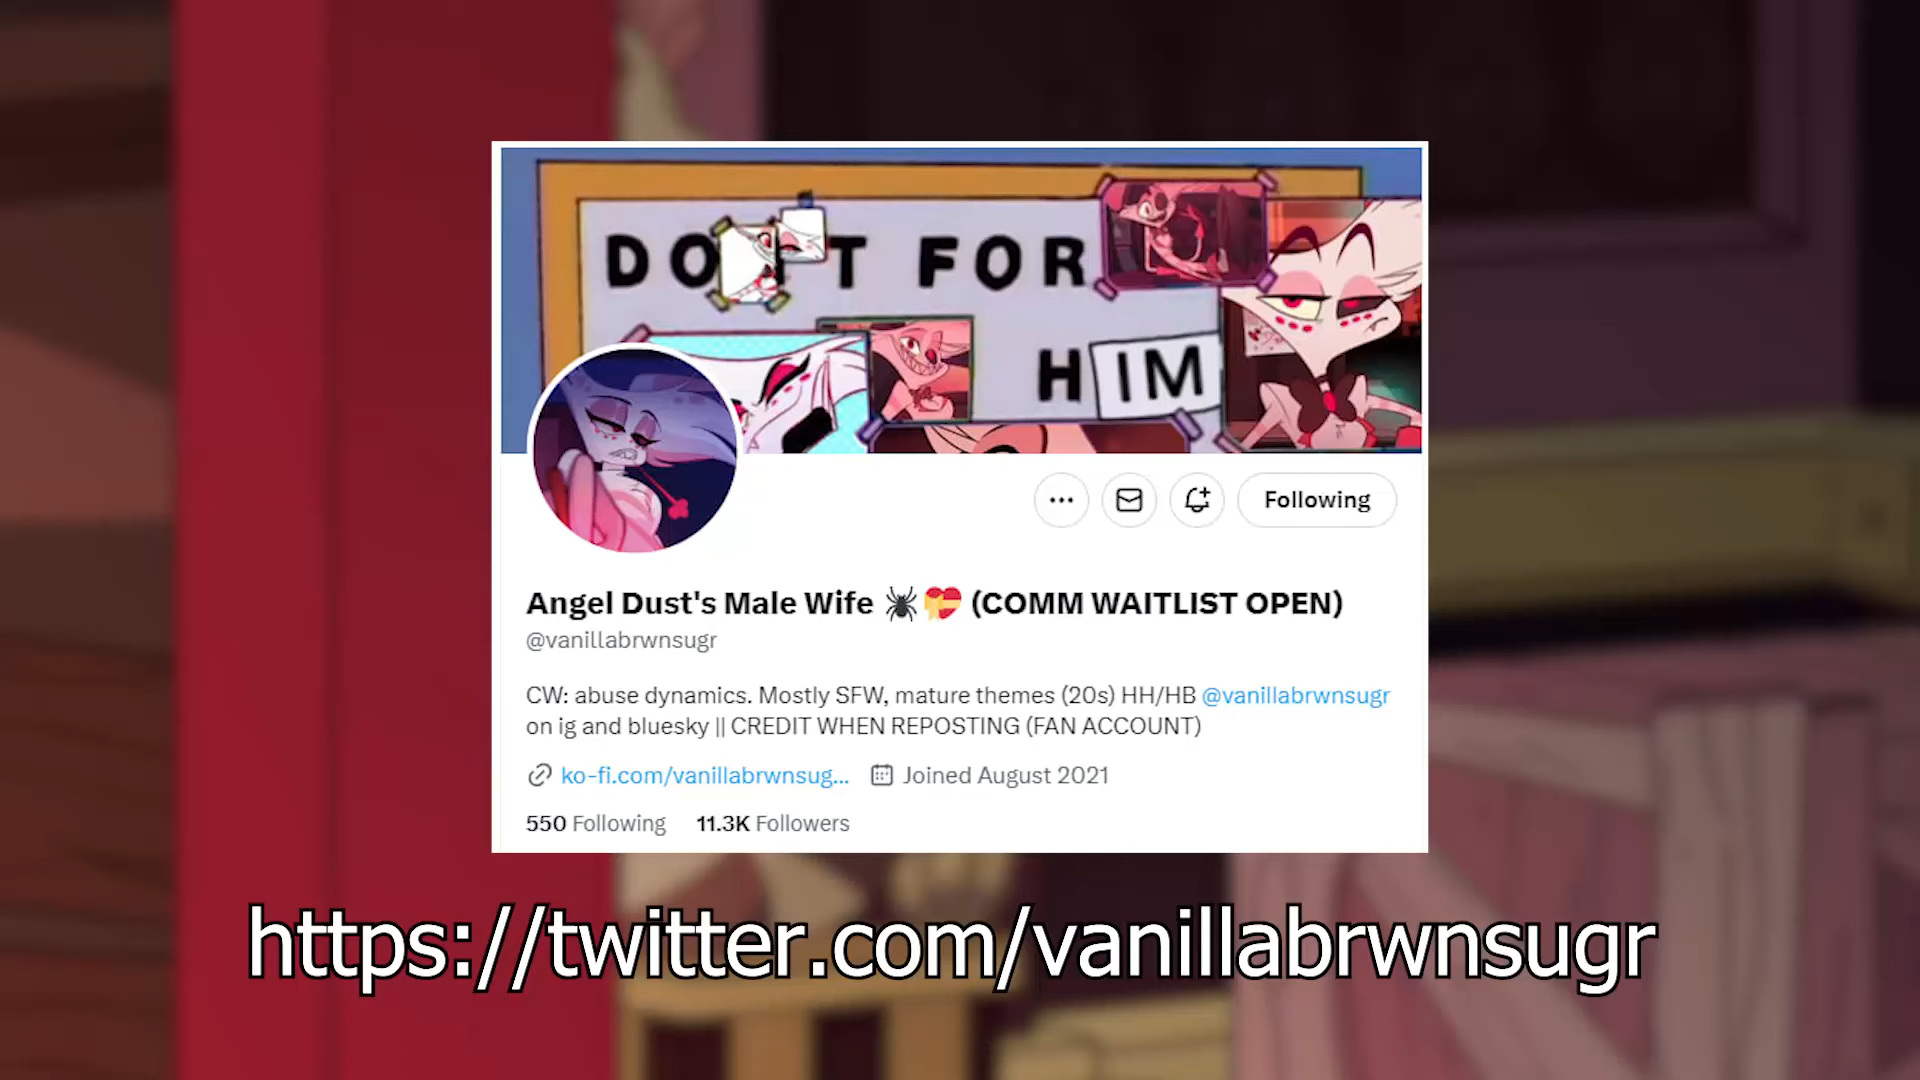 DO IT FOR
HIM
Following
Angel Dust's Male Wife 🕷️💝 (COMM WAITLIST OPEN)
@vanillabrwnsugr
CW: abuse dynamics. Mostly SFW, mature themes (20s) HH/HB @vanillabrwnsugr
on ig and bluesky || CREDIT WHEN REPOSTING (FAN ACCOUNT)
ko-fi.com/vanillabrwnsug... Joined August 2021
550 Following 11.3K Followers
https://twitter.com/vanillabrwnsugr